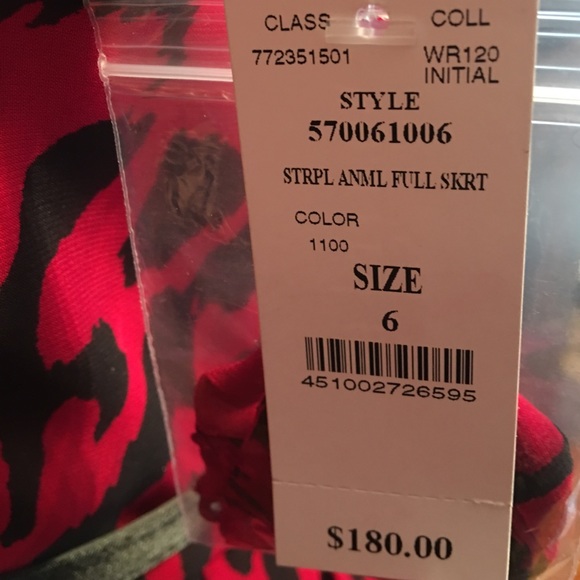 CLASS COLL
772351501 WR120
INITIAL
STYLE
570061006
STRPL ANML FULL SKRT
COLOR
1100
SIZE
6
451002726595
$180.00